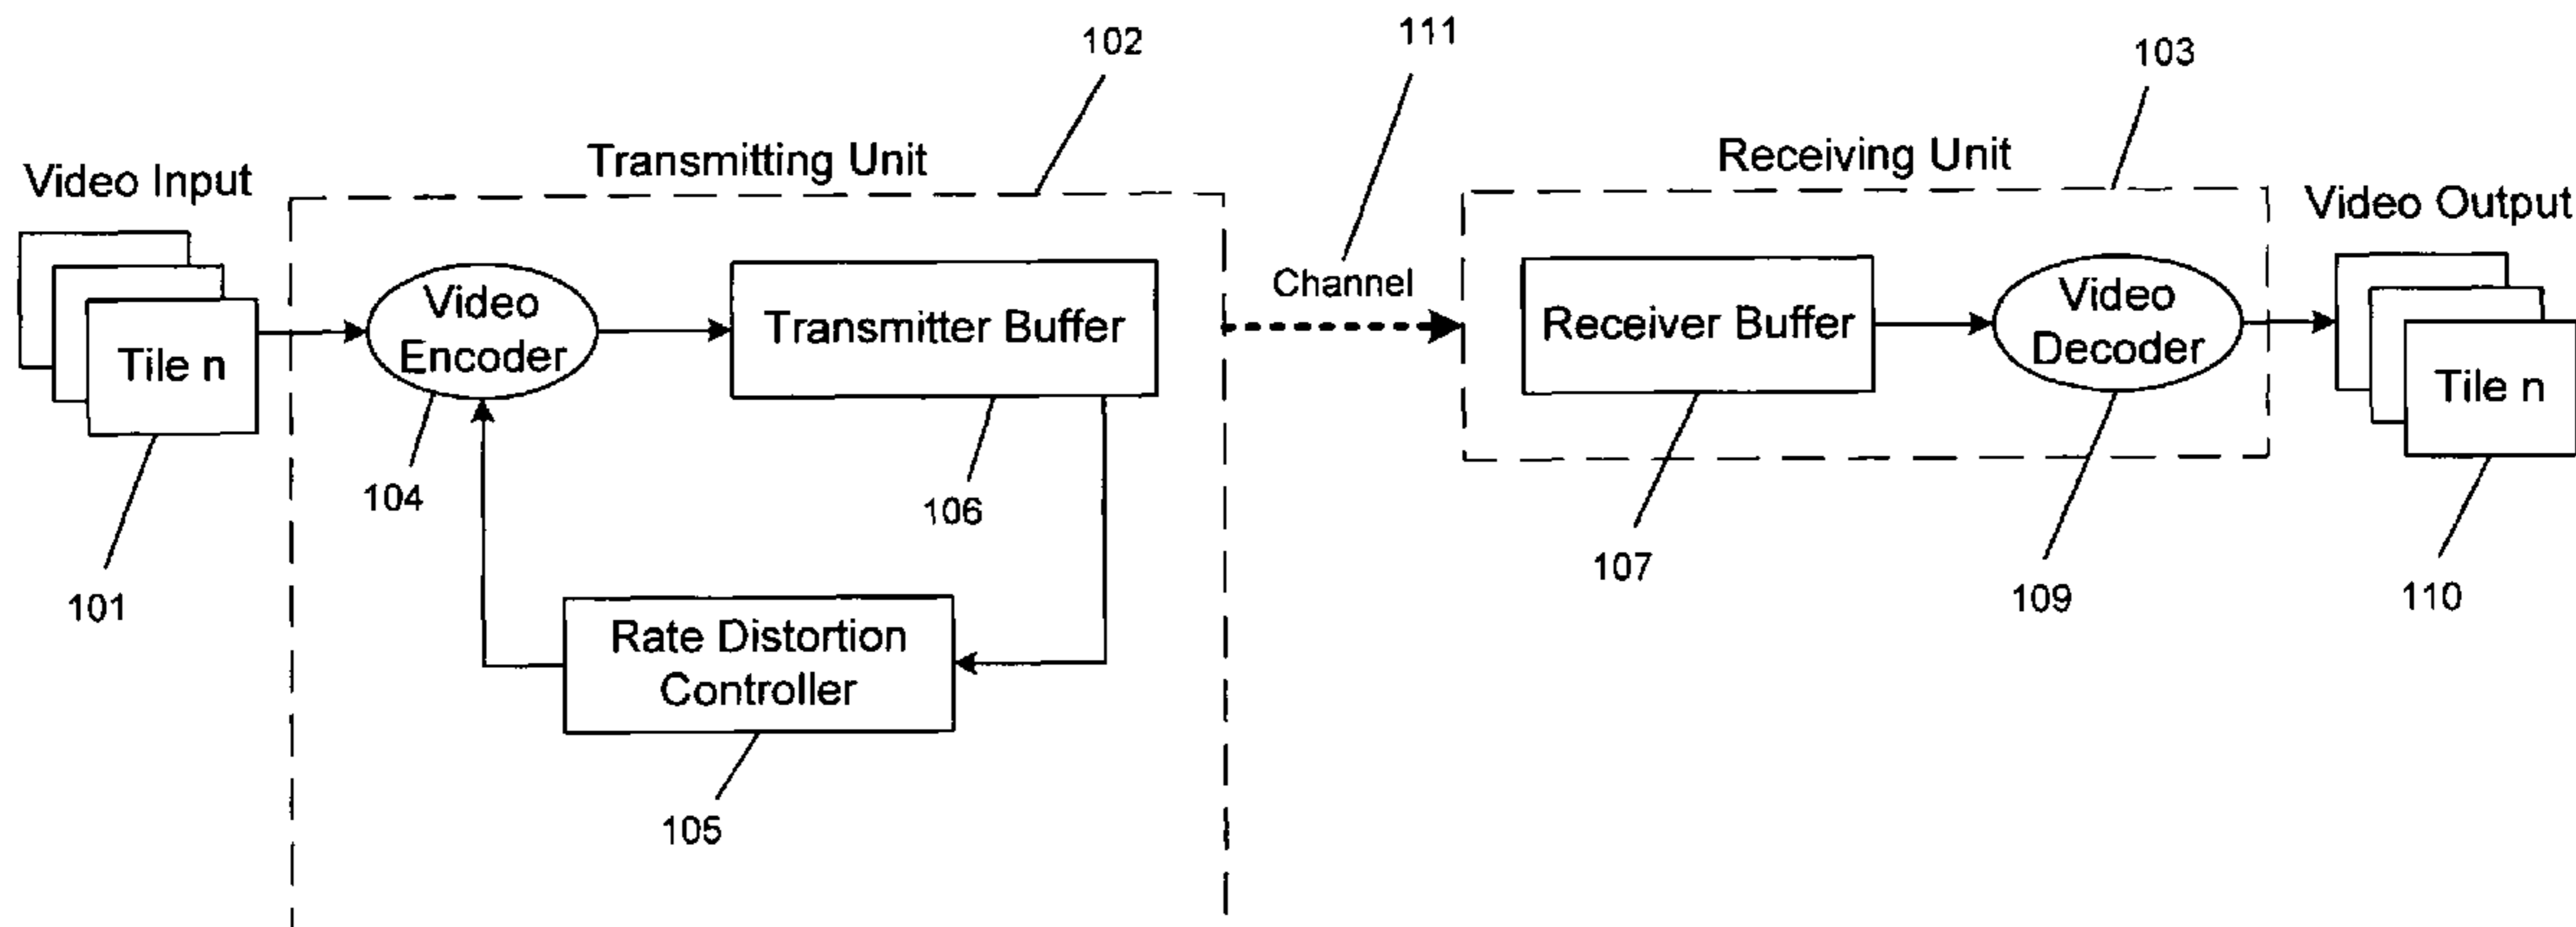 102
111
103
Video Input
Transmitting Unit
Receiving Unit
Video Output
Tile n
Video
Encoder
Transmitter Buffer
Channel
Receiver Buffer
Video
Decoder
Tile n
104
106
107
109
110
101
Rate Distortion
Controller
105